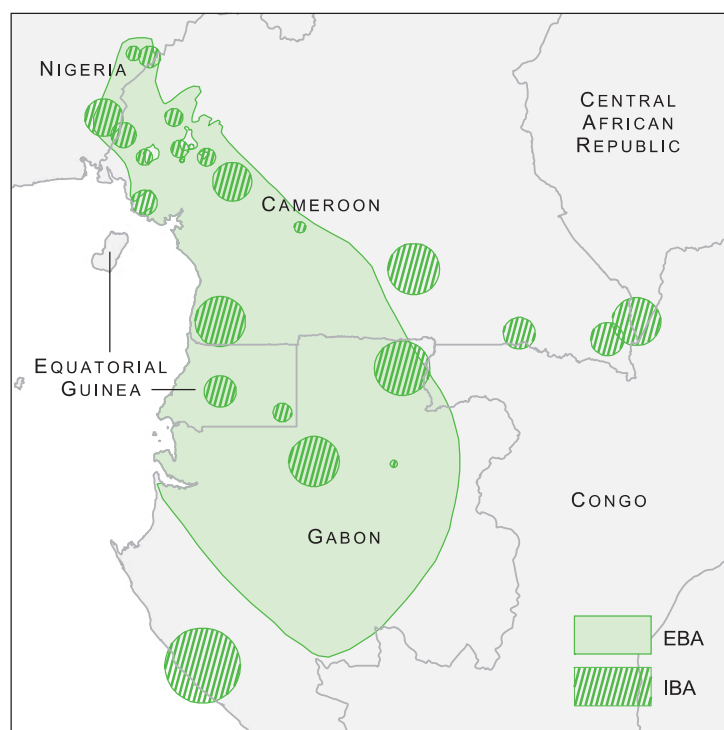 NIGERIA
CENTRAL
AFRICAN
REPUBLIC
CAMEROON
EQUATORIAL
GUINEA
CONGO
GABON
EBA
IBA